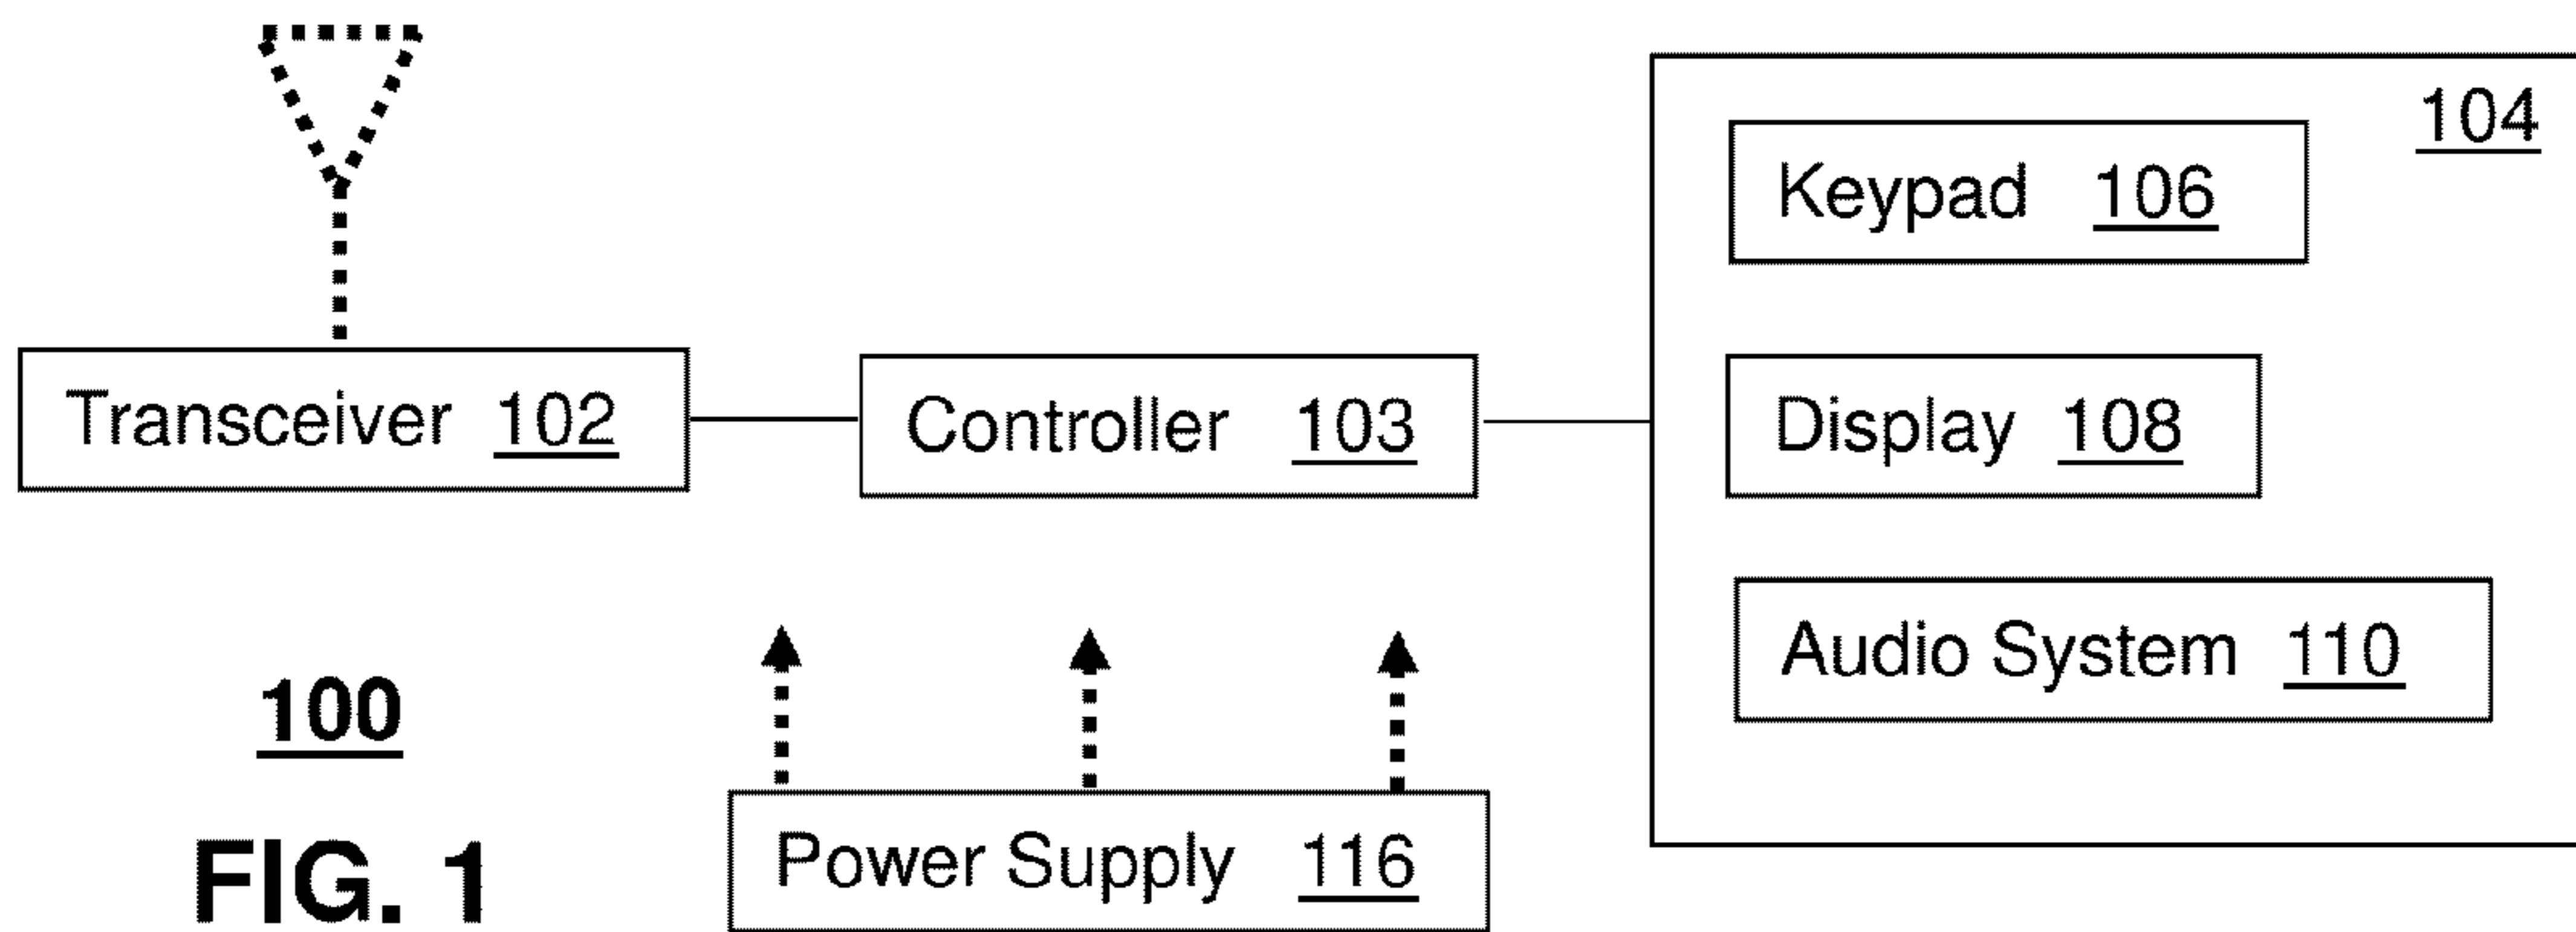 104
Keypad 106
Transceiver 102
Controller 103
Display 108
Audio System 110
100
Power Supply 116
FIG. 1